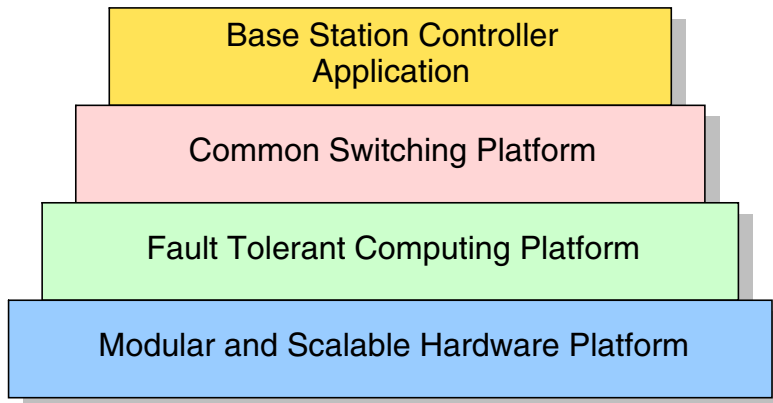 Base Station Controller
Application
Common Switching Platform
Fault Tolerant Computing Platform
Modular and Scalable Hardware Platform